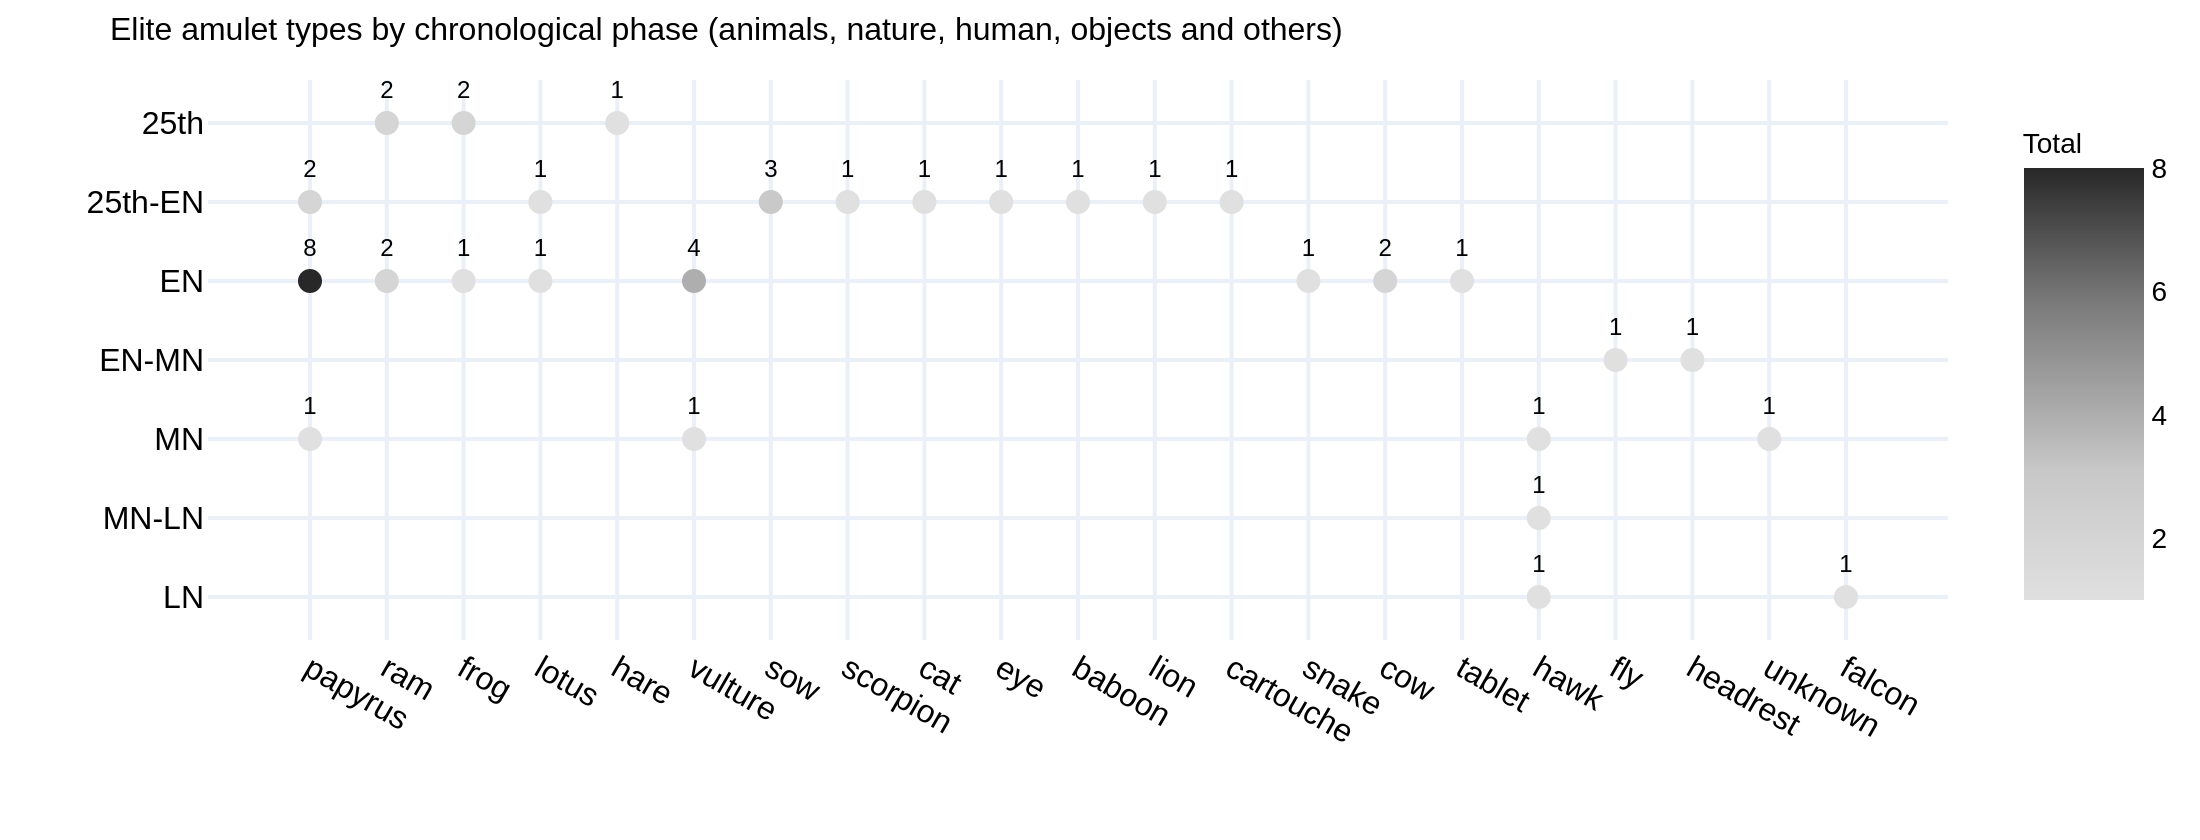 Elite amulet types by chronological phase (animals, nature, human, objects and others)
2 2 1
25th
2 1 3 1 1 1 1 1 1
25th-EN
8 2 1 1 4 1 2 1
EN
1 1
EN-MN
1 1 1 1
MN
1
MN-LN
1 1
LN
papyrus ram frog lotus hare vulture sow scorpion cat eye baboon lion cartouche snake cow tablet hawk fly headrest unknown falcon
Total
8
6
4
2